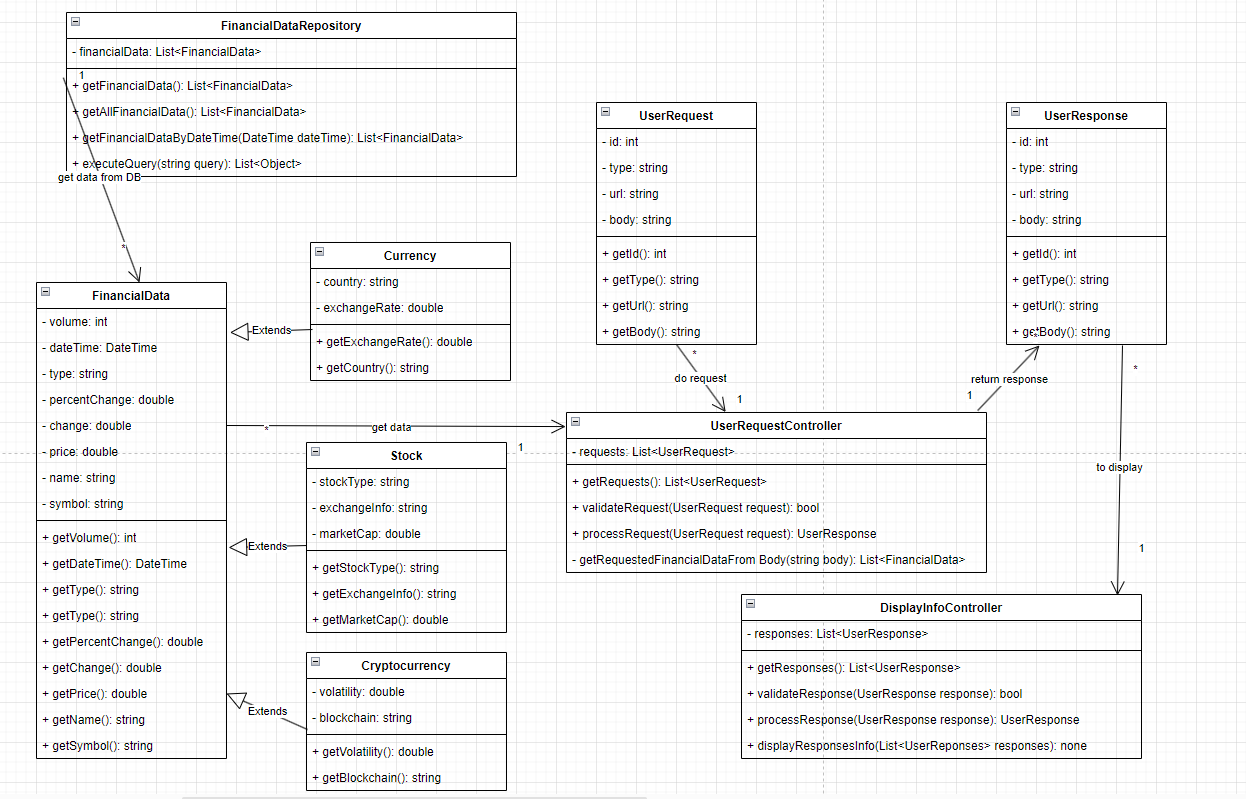 FinancialDataRepository
- financialData: List<FinancialData>
1
+ getFinancialData(): List<FinancialData>
+ getAllFinancialData(): List<FinancialData>
+ getFinancialDataByDateTime(DateTime dateTime): List<FinancialData>
+ executeQuery(string query): List<Object>
get data from DB
*
UserRequest
- id: int
- type: string
- url: string
- body: string
+ getId(): int
+ getType(): string
+ getUrl(): string
+ getBody(): string
UserResponse
- id: int
- type: string
- url: string
- body: string
+ getId(): int
+ getType(): string
+ getUrl(): string
+ getBody(): string
*
Currency
- country: string
- exchangeRate: double
+ getExchangeRate(): double
+ getCountry(): string
Extends
FinancialData
- volume: int
- dateTime: DateTime
- type: string
- percentChange: double
- change: double
- price: double
- name: string
- symbol: string
+ getVolume(): int
+ getDateTime(): DateTime
+ getType(): string
+ getType(): string
+ getPercentChange(): double
+ getChange(): double
+ getPrice(): double
+ getName(): string
+ getSymbol(): string
*
do request
1
return response
1
*
to display
1
*
get data
1
UserRequestController
- requests: List<UserRequest>
+ getRequests(): List<UserRequest>
+ validateRequest(UserRequest request): bool
+ processRequest(UserRequest request): UserResponse
- getRequestedFinancialDataFrom Body(string body): List<FinancialData>
Stock
- stockType: string
- exchangeInfo: string
- marketCap: double
+ getStockType(): string
+ getExchangeInfo(): string
+ getMarketCap(): double
Extends
Cryptocurrency
- volatility: double
- blockchain: string
+ getVolatility(): double
+ getBlockchain(): string
Extends
DisplayInfoController
- responses: List<UserResponse>
+ getResponses(): List<UserResponse>
+ validateResponse(UserResponse response): bool
+ processResponse(UserResponse response): UserResponse
+ displayResponsesInfo(List<UserReponses> responses): none